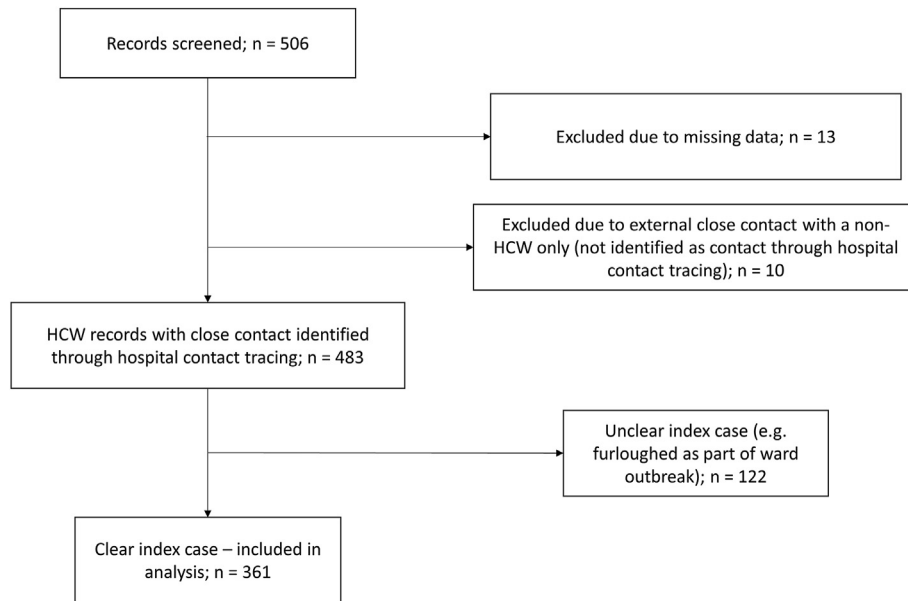 Records screened; n = 506
Excluded due to missing data; n = 13
Excluded due to external close contact with a non-
HCW only (not identified as contact through hospital
contact tracing); n = 10
HCW records with close contact identified
through hospital contact tracing; n = 483
Unclear index case (e.g.
furloughed as part of ward
outbreak); n = 122
Clear index case – included in
analysis; n = 361